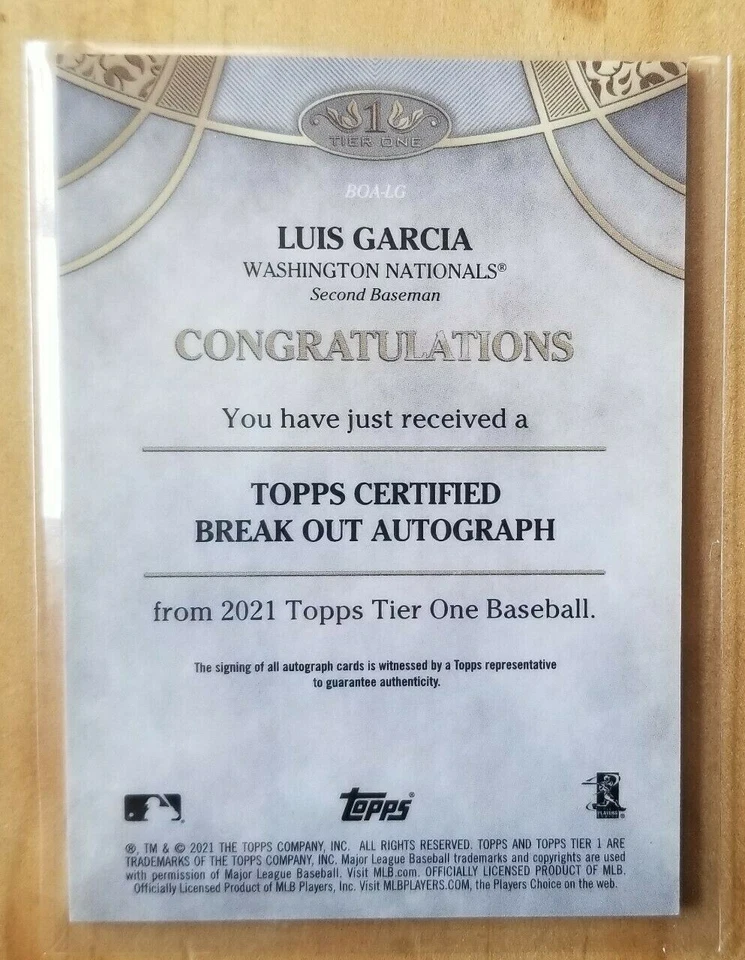 1
TIER ONE
BOA-LG
LUIS GARCIA
WASHINGTON NATIONALS®
Second Baseman
CONGRATULATIONS
You have just received a
TOPPS CERTIFIED
BREAK OUT AUTOGRAPH
from 2021 Topps Tier One Baseball.
The signing of all autograph cards is witnessed by a Topps representative
to guarantee authenticity.
Topps®
PLAYERS
®, TM & © 2021 THE TOPPS COMPANY, INC. ALL RIGHTS RESERVED. TOPPS AND TOPPS TIER 1 ARE
TRADEMARKS OF THE TOPPS COMPANY, INC. Major League Baseball trademarks and copyrights are used
with permission of Major League Baseball. Visit MLB.com. OFFICIALLY LICENSED PRODUCT OF MLB.
Officially Licensed Product of MLB Players, Inc. Visit MLBPLAYERS.COM, the Players Choice on the web.